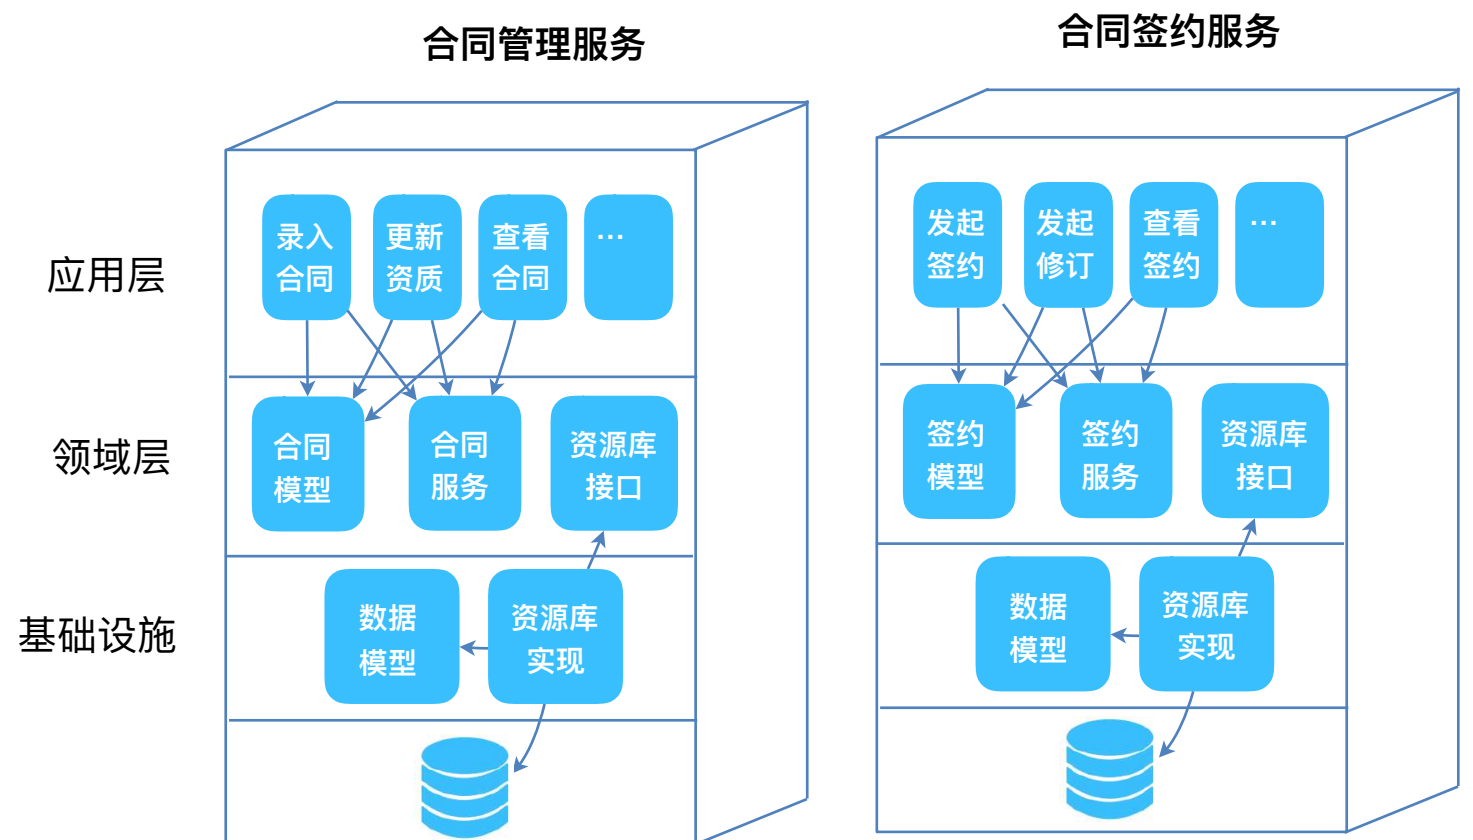 合同管理服务
合同签约服务
应用层
录入
合同
更新
资质
查看
合同
...
发起
签约
发起
修订
查看
签约
...
领域层
合同
模型
合同
服务
资源库
接口
签约
模型
签约
服务
资源库
接口
基础设施
数据
模型
资源库
实现
数据
模型
资源库
实现